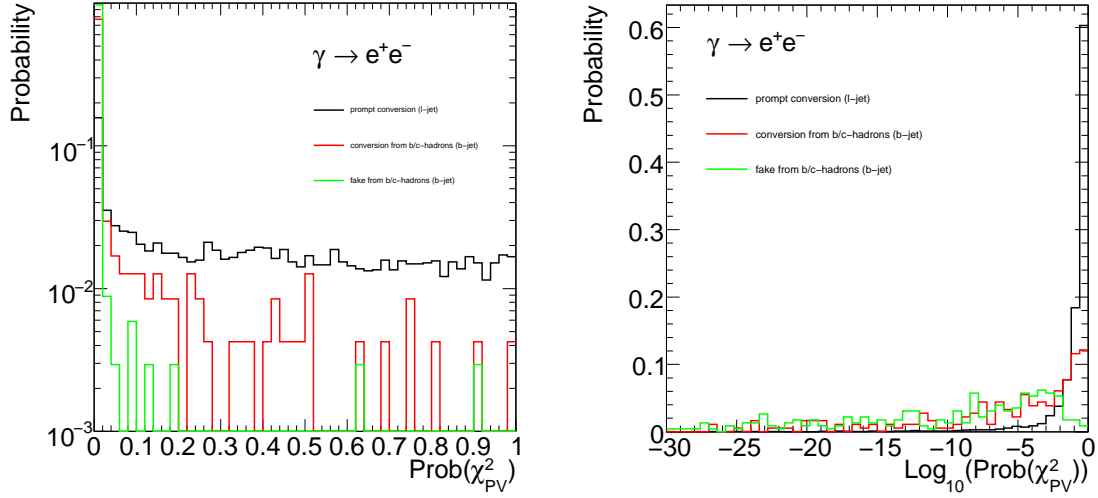 Probability
1
10⁻¹
10⁻²
10⁻³
γ → e⁺e⁻
prompt conversion (l−jet)
conversion from b/c−hadrons (b−jet)
fake from b/c−hadrons (b−jet)
0 0.1 0.2 0.3 0.4 0.5 0.6 0.7 0.8 0.9 1
Prob(χ²PV)
Probability
0.6
0.5
0.4
0.3
0.2
0.1
0
γ → e⁺e⁻
prompt conversion (l−jet)
conversion from b/c−hadrons (b−jet)
fake from b/c−hadrons (b−jet)
−30 −25 −20 −15 −10 −5 0
Log₁₀(Prob(χ²PV))